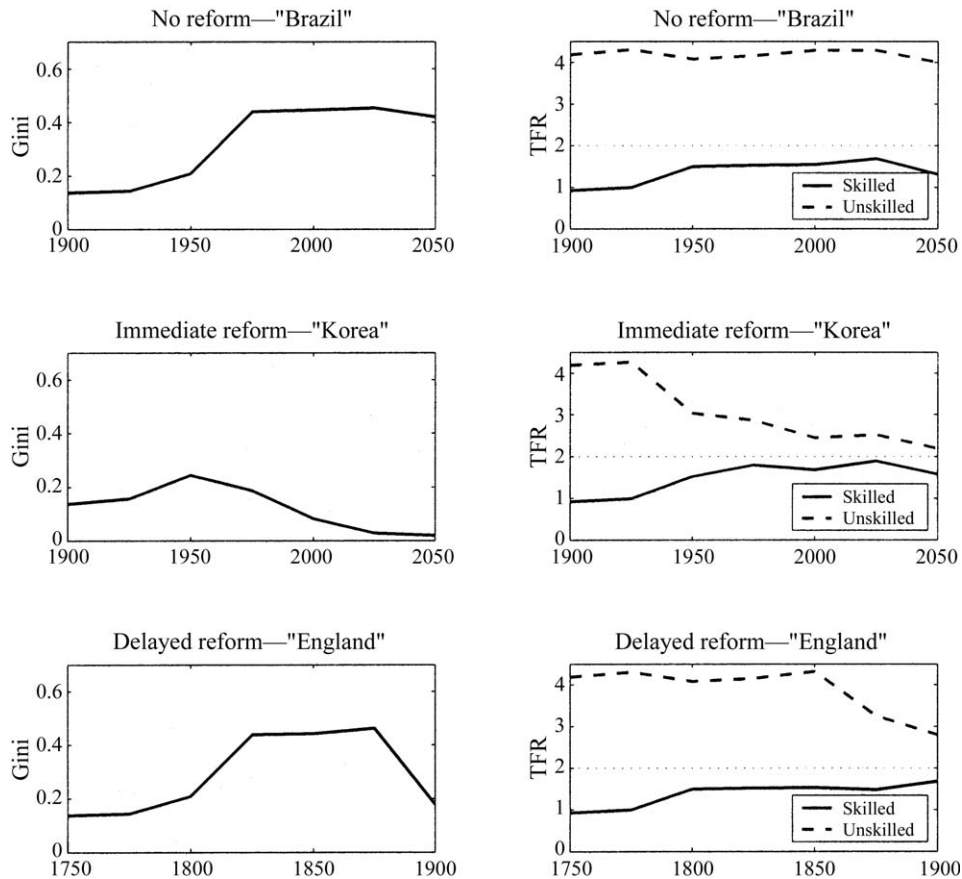 No reform—"Brazil"
Gini
0.6
0.4
0.2
0
1900 1950 2000 2050
No reform—"Brazil"
TFR
4
3
2
1
0
Skilled
Unskilled
1900 1950 2000 2050
Immediate reform—"Korea"
Gini
0.6
0.4
0.2
0
1900 1950 2000 2050
Immediate reform—"Korea"
TFR
4
3
2
1
0
Skilled
Unskilled
1900 1950 2000 2050
Delayed reform—"England"
Gini
0.6
0.4
0.2
0
1750 1800 1850 1900
Delayed reform—"England"
TFR
4
3
2
1
0
Skilled
Unskilled
1750 1800 1850 1900